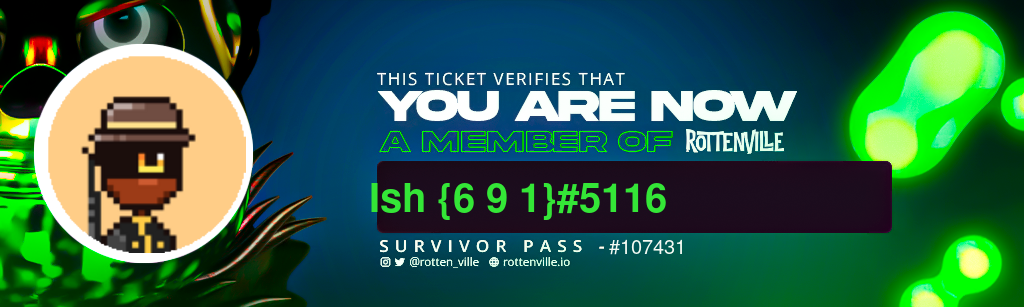 THIS TICKET VERIFIES THAT
YOU ARE NOW
A MEMBER OF ROTTENVILLE
Ish {6 9 1}#5116
SURVIVOR PASS - #107431
@rotten_ville rottenville.io